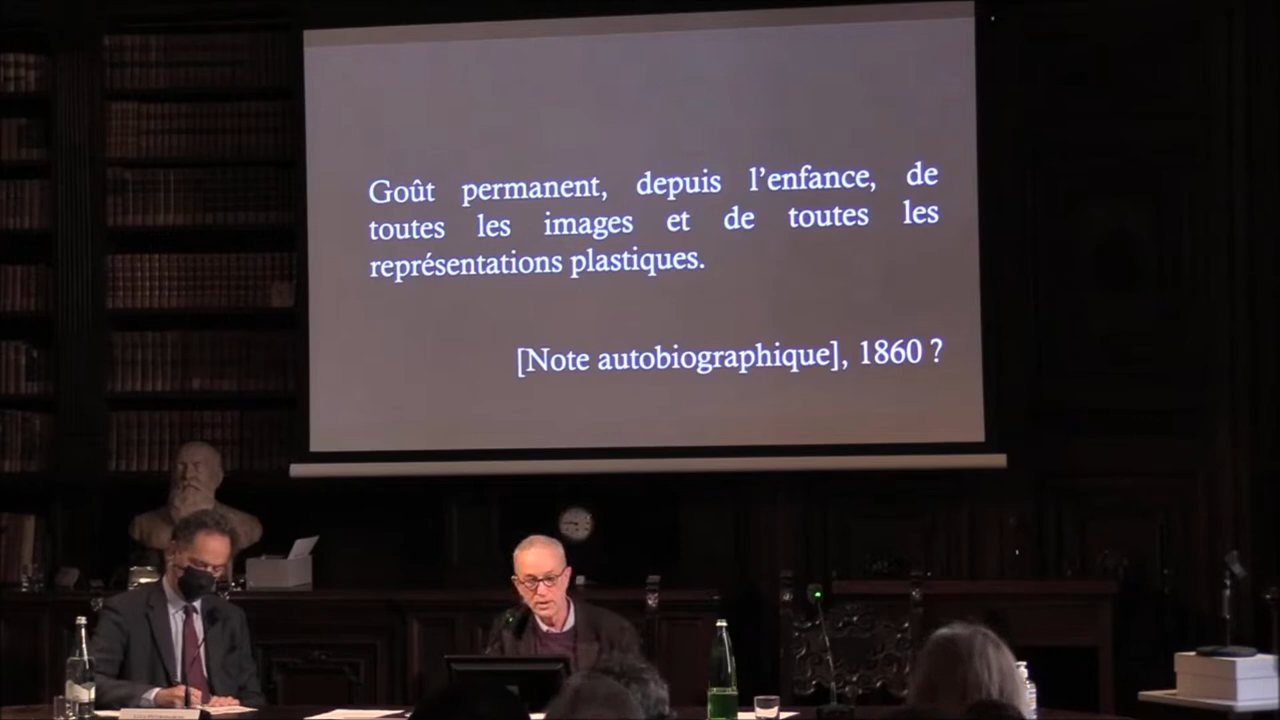 Goût permanent, depuis l’enfance, de
toutes les images et de toutes les
représentations plastiques.
[Note autobiographique], 1860 ?